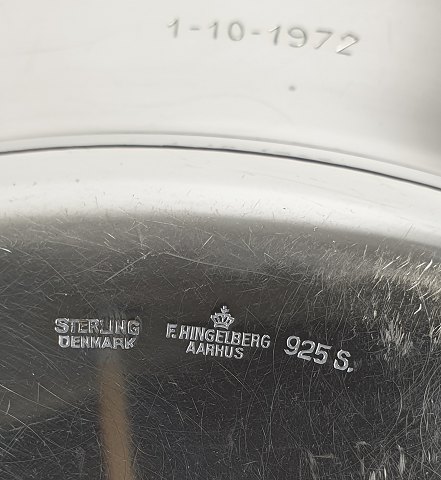 1-10-1972
STERLING
DENMARK
F. HINGELBERG
AARHUS
925 S.